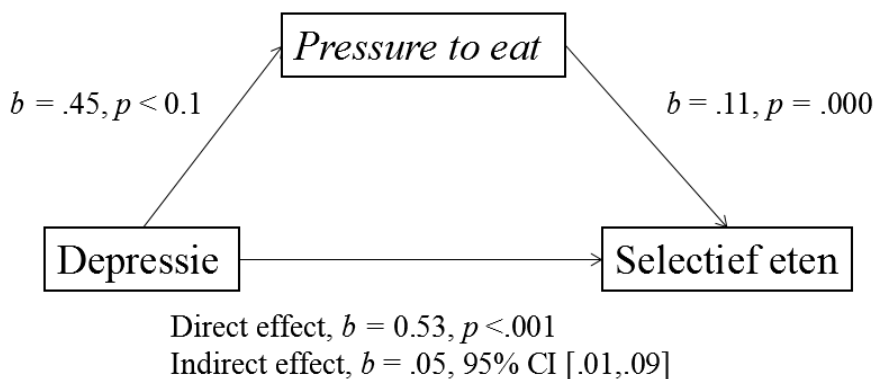 Pressure to eat
b = .45, p < 0.1
b = .11, p = .000
Depressie
Selectief eten
Direct effect, b = 0.53, p <.001
Indirect effect, b = .05, 95% CI [.01,.09]